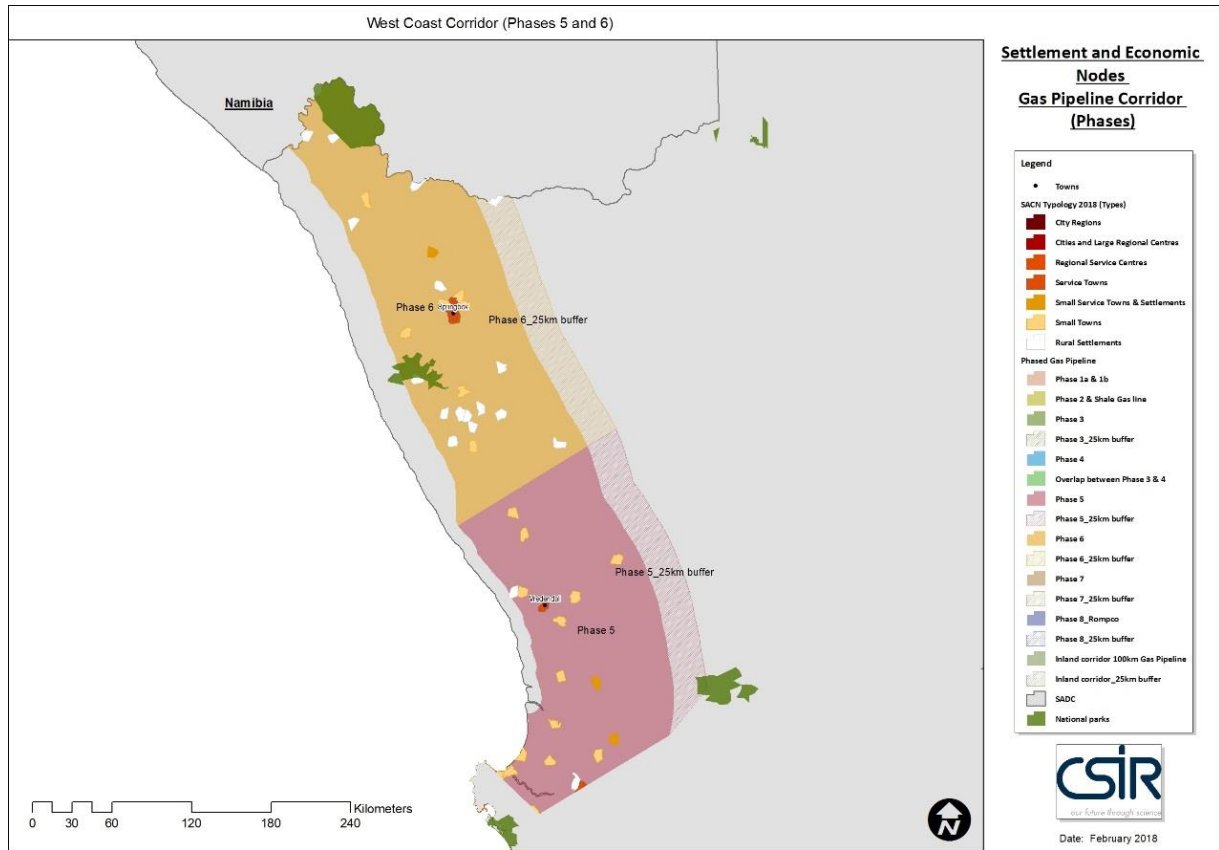 West Coast Corridor (Phases 5 and 6)
Namibia
Phase 6
Springbok
Phase 6_25km buffer
Phase 5_25km buffer
Vredendal
Phase 5
Kilometers
0 30 60 120 180 240
N
Settlement and Economic
Nodes
Gas Pipeline Corridor
(Phases)
Legend
Towns
SACN Typology 2018 (Types)
City Regions
Cities and Large Regional Centres
Regional Service Centres
Service Towns
Small Service Towns & Settlements
Small Towns
Rural Settlements
Phased Gas Pipeline
Phase 1a & 1b
Phase 2 & Shale Gas line
Phase 3
Phase 3_25km buffer
Phase 4
Overlap between Phase 3 & 4
Phase 5
Phase 5_25km buffer
Phase 6
Phase 6_25km buffer
Phase 7
Phase 7_25km buffer
Phase 8_Rompco
Phase 8_25km buffer
Inland corridor 100km Gas Pipeline
Inland corridor_25km buffer
SADC
National parks
CSIR
our future through science
Date: February 2018